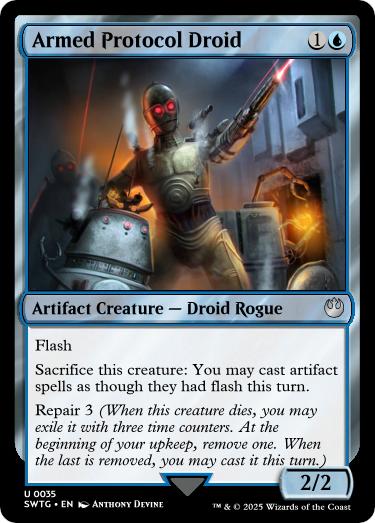 Armed Protocol Droid 1
Artifact Creature — Droid Rogue
Flash
Sacrifice this creature: You may cast artifact
spells as though they had flash this turn.
Repair 3 (When this creature dies, you may
exile it with three time counters. At the
beginning of your upkeep, remove one. When
the last is removed, you may cast it this turn.)
2/2
U 0035
SWTG • EN Anthony Devine
™ & © 2025 Wizards of the Coast